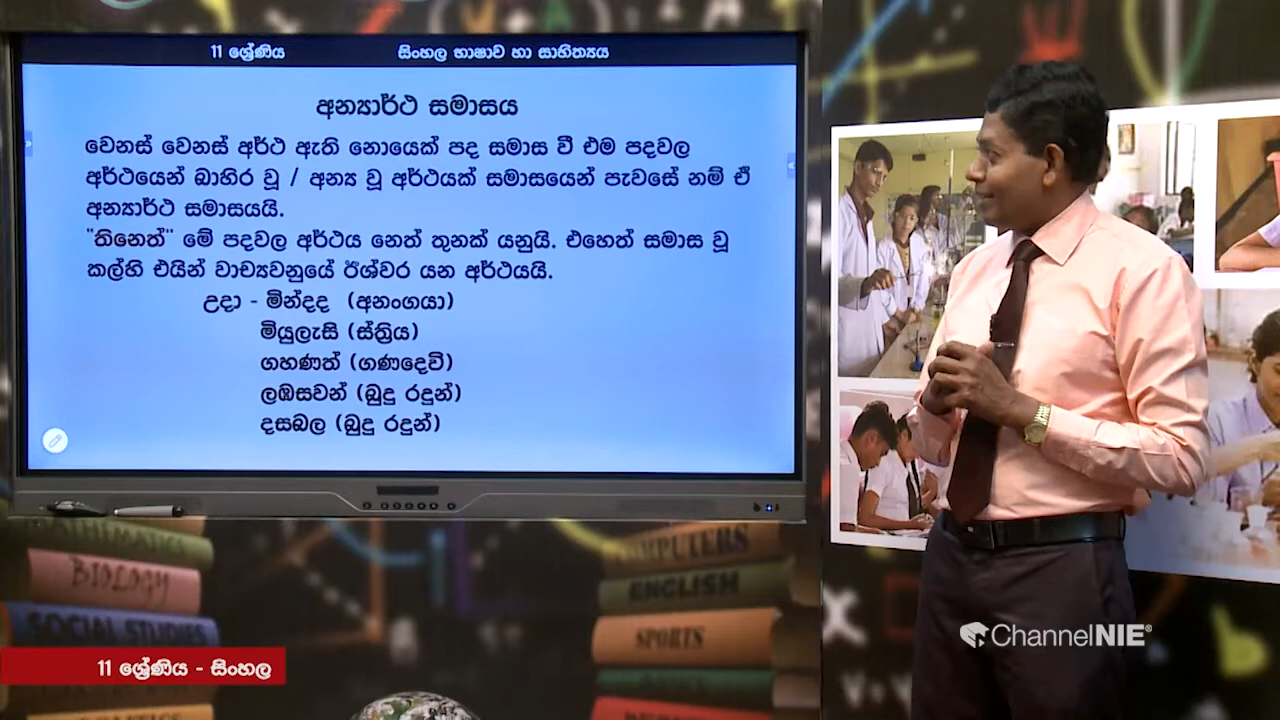 11 ශ්‍රේණිය සිංහල භාෂාව හා සාහිත්‍යය
අන්‍යාර්ථ සමාසය
වෙනස් වෙනස් අර්ථ ඇති නොයෙක් පද සමාස වී එම පදවල
අර්ථයෙන් බාහිර වූ / අන්‍ය වූ අර්ථයක් සමාසයෙන් පැවසේ නම් ඒ
අන්‍යාර්ථ සමාසයයි.
"තිනෙත්" මේ පදවල අර්ථය නෙත් තුනක් යනුයි. එහෙත් සමාස වූ
කල්හි එයින් වාච්‍යවනුයේ ඊශ්වර යන අර්ථයයි.
උදා - මින්දද (අනංගයා)
මියුලැසි (ස්ත්‍රිය)
ගහණත් (ගණදෙවි)
ලඹසවන් (බුදු රදුන්)
දසබල (බුදු රදුන්)
MATHEMATICS
BIOLOGY
SOCIAL STUDIES
COMPUTERS
ENGLISH
SPORTS
ChannelNIE®
11 ශ්‍රේණිය - සිංහල